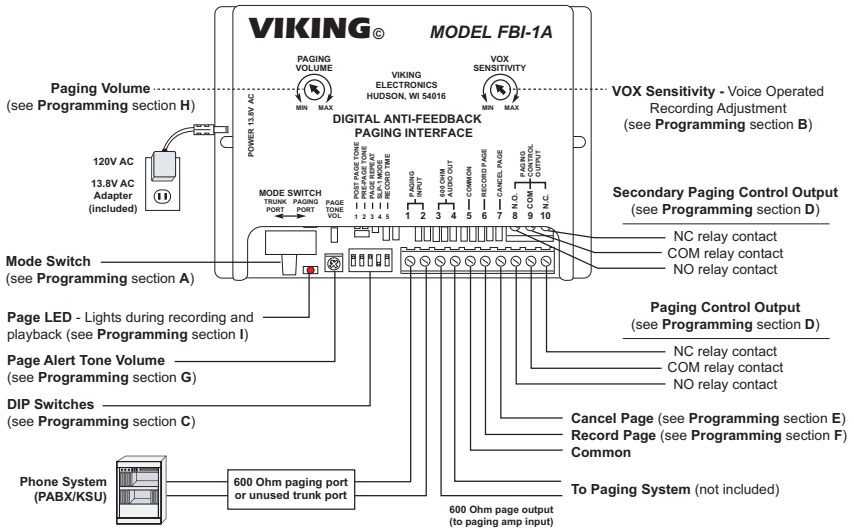 VIKING©
MODEL FBI-1A
PAGING
VOLUME
MIN MAX
VIKING
ELECTRONICS
HUDSON, WI 54016
VOX
SENSITIVITY
MIN MAX
DIGITAL ANTI-FEEDBACK
PAGING INTERFACE
POWER 13.8V AC
MODE SWITCH
TRUNK PORT
PAGING PORT
PAGE
TONE
VOL
POST PAGE TONE
PRE-PAGE TONE
PAGE REPEAT
SLP-1 MODE
RECORD TIME
1 2 3 4 5
PAGING INPUT
600 OHM AUDIO OUT
COMMON
RECORD PAGE
CANCEL PAGE
PAGING CONTROL OUTPUT
N.O.
COM
N.C.
1 2 3 4 5 6 7 8 9 10
Paging Volume
(see Programming section H)
120V AC
13.8V AC
Adapter
(included)
Mode Switch
(see Programming section A)
Page LED - Lights during recording and
playback (see Programming section I)
Page Alert Tone Volume
(see Programming section G)
DIP Switches
(see Programming section C)
Phone System
(PABX/KSU)
600 Ohm paging port
or unused trunk port
VOX Sensitivity - Voice Operated
Recording Adjustment
(see Programming section B)
Secondary Paging Control Output
(see Programming section D)
NC relay contact
COM relay contact
NO relay contact
Paging Control Output
(see Programming section D)
NC relay contact
COM relay contact
NO relay contact
Cancel Page (see Programming section E)
Record Page (see Programming section F)
Common
To Paging System (not included)
600 Ohm page output
(to paging amp input)